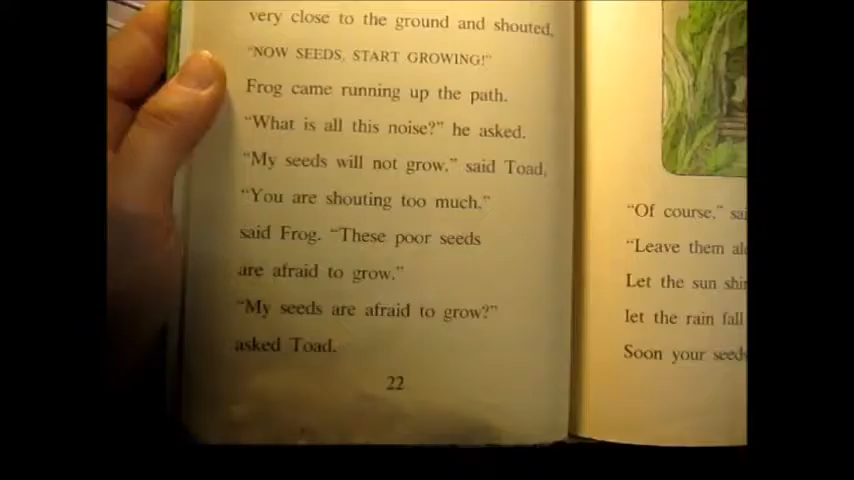 very close to the ground and shouted,
"NOW SEEDS, START GROWING!"
Frog came running up the path.
"What is all this noise?" he asked.
"My seeds will not grow," said Toad.
"You are shouting too much,"
said Frog. "These poor seeds
are afraid to grow."
"My seeds are afraid to grow?"
asked Toad.
22
"Of course,"
"Leave them
Let the sun
let the rain fall
Soon your